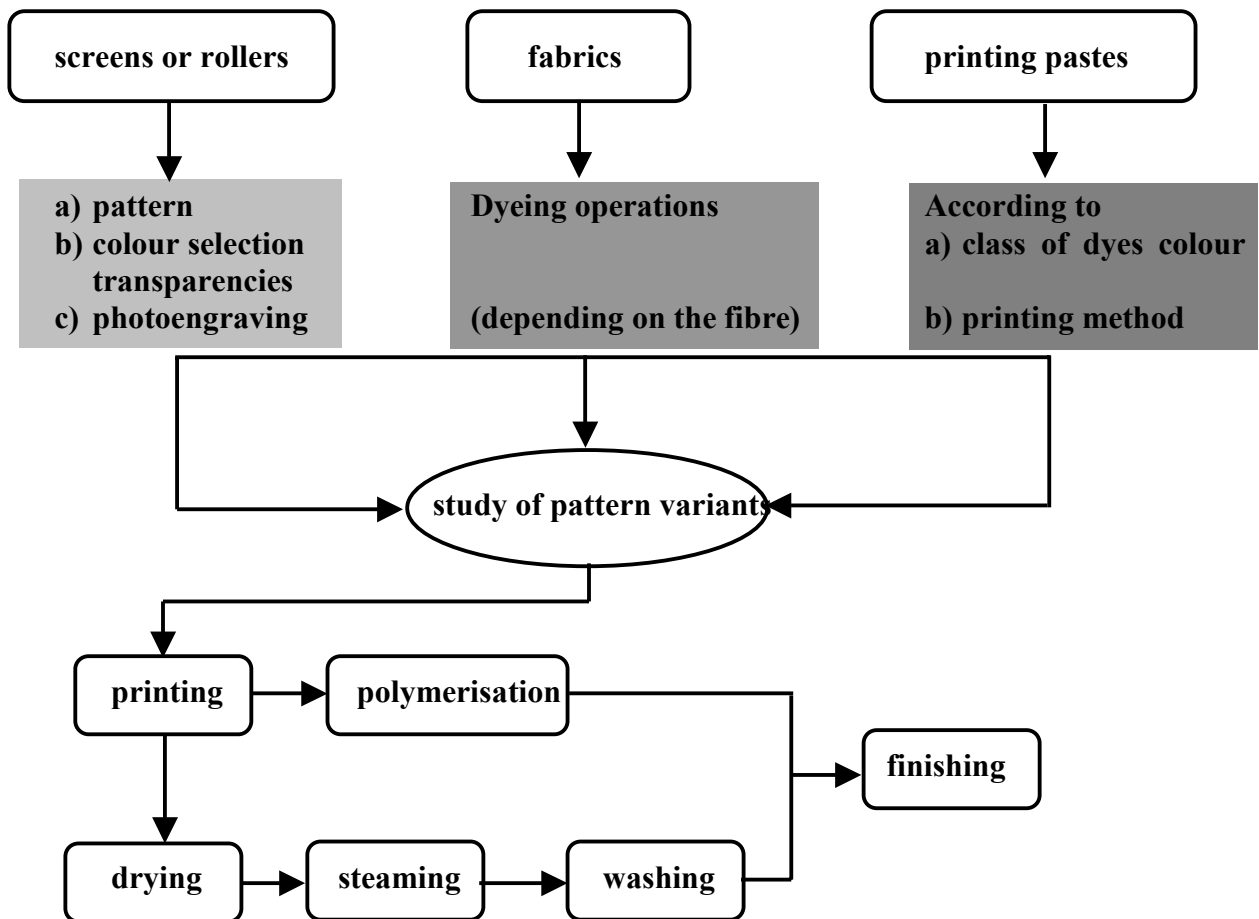 screens or rollers
fabrics
printing pastes
a) pattern
b) colour selection
transparencies
c) photoengraving
Dyeing operations
(depending on the fibre)
According to
a) class of dyes colour
b) printing method
study of pattern variants
printing
polymerisation
finishing
drying
steaming
washing